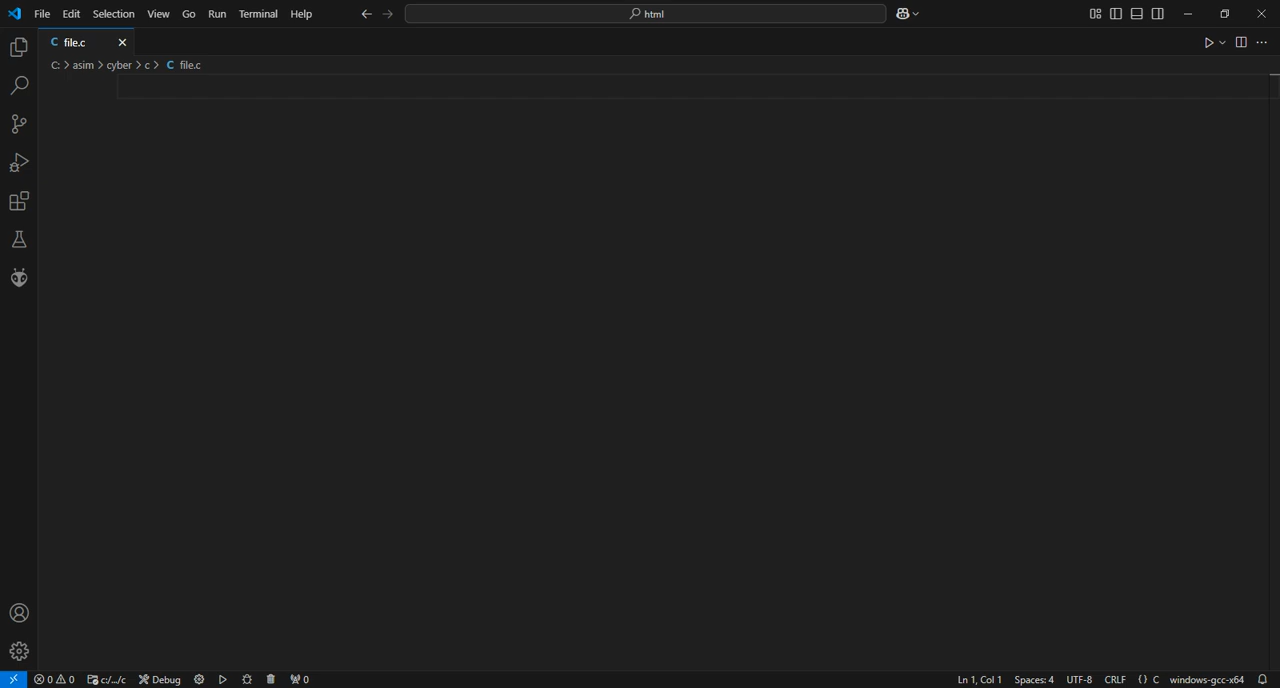 File Edit Selection View Go Run Terminal Help html
C file.c
C: > asim > cyber > c > C file.c
0 0 c:/.../c Debug 0 Ln 1, Col 1 Spaces: 4 UTF-8 CRLF {} C windows-gcc-x64